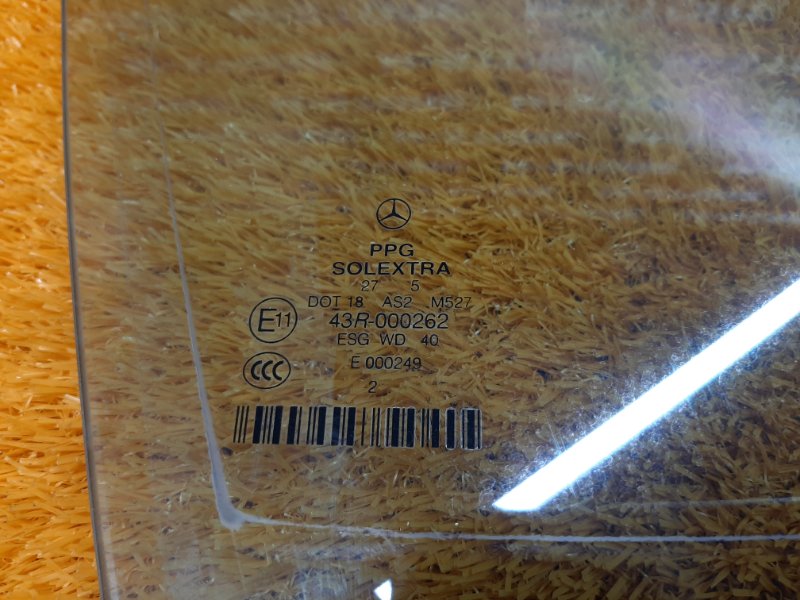 PPG
SOLEXTRA
27 5
DOT 18 AS2 M527
E11 43R-000262
ESG WD 40
CCC E 000249
2